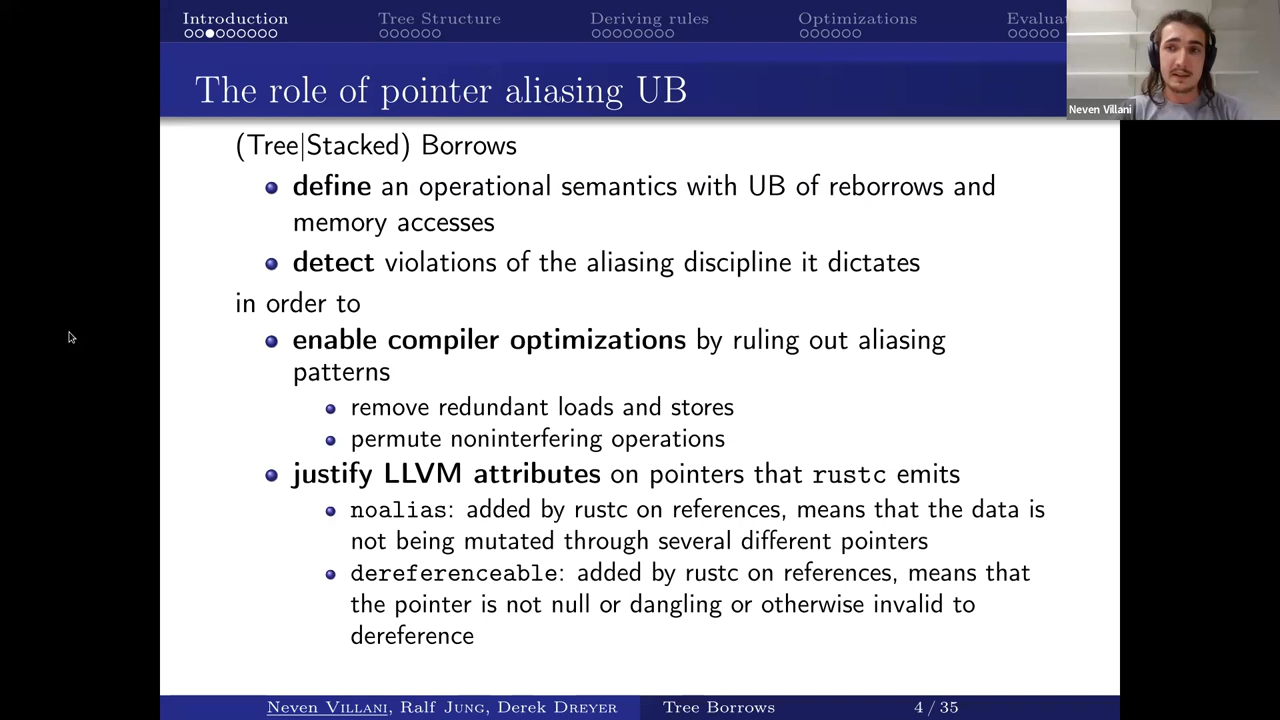 Introduction Tree Structure Deriving rules Optimizations Evalua
The role of pointer aliasing UB
Neven Villani
(Tree|Stacked) Borrows
define an operational semantics with UB of reborrows and
memory accesses
detect violations of the aliasing discipline it dictates
in order to
enable compiler optimizations by ruling out aliasing
patterns
remove redundant loads and stores
permute noninterfering operations
justify LLVM attributes on pointers that rustc emits
noalias: added by rustc on references, means that the data is
not being mutated through several different pointers
dereferenceable: added by rustc on references, means that
the pointer is not null or dangling or otherwise invalid to
dereference
Neven Villani, Ralf Jung, Derek Dreyer Tree Borrows 4 / 35